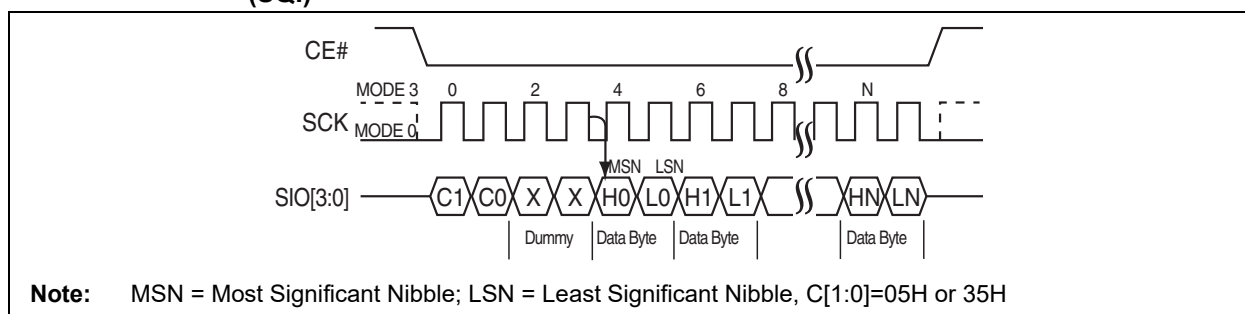 (SQI)
CE#
MODE 3 0 2 4 6 8 N
SCK
MODE 0
MSN LSN
SIO[3:0] C1 C0 X X H0 L0 H1 L1 HN LN
Dummy Data Byte Data Byte Data Byte
Note: MSN = Most Significant Nibble; LSN = Least Significant Nibble, C[1:0]=05H or 35H